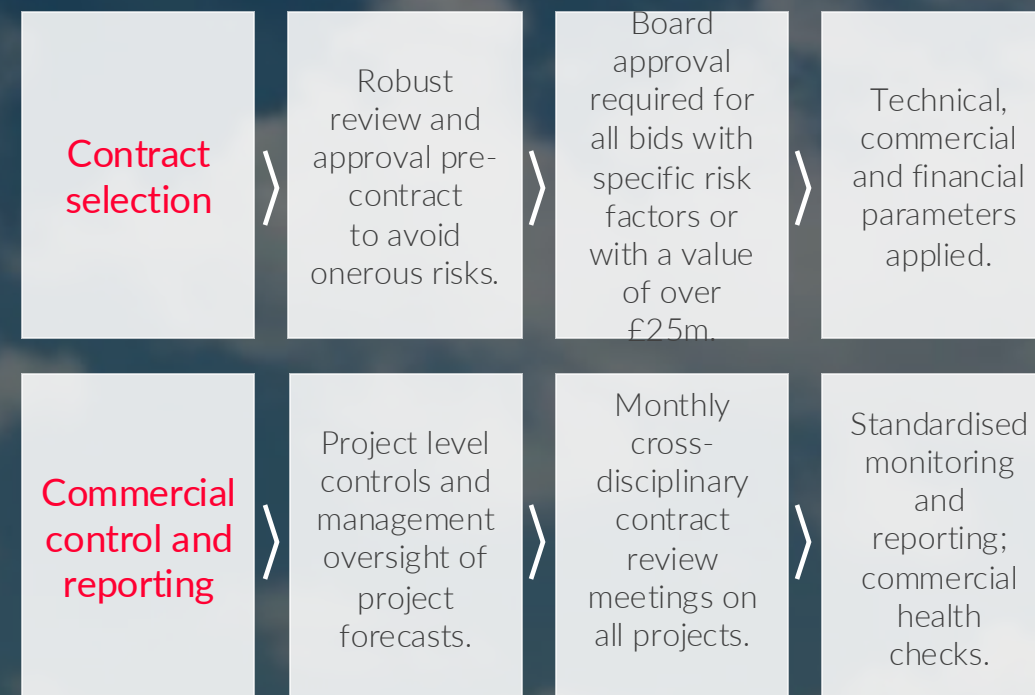 Contract
selection
Robust
review and
approval pre-
contract
to avoid
onerous risks.
Board
approval
required for
all bids with
specific risk
factors or
with a value
of over
£25m.
Technical,
commercial
and financial
parameters
applied.
Commercial
control and
reporting
Project level
controls and
management
oversight of
project
forecasts.
Monthly
cross-
disciplinary
contract
review
meetings on
all projects.
Standardised
monitoring
and
reporting;
commercial
health
checks.